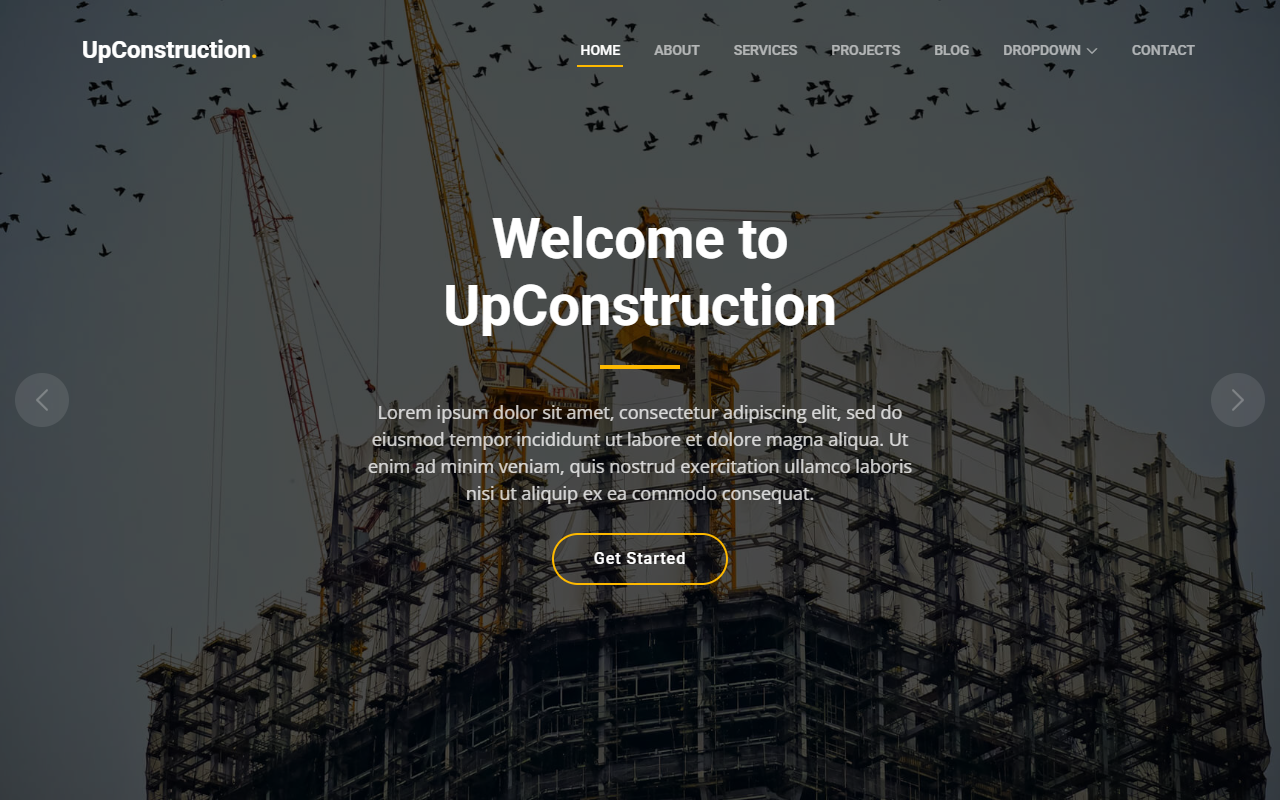 UpConstruction.
HOME ABOUT SERVICES PROJECTS BLOG DROPDOWN CONTACT
Welcome to
UpConstruction
Lorem ipsum dolor sit amet, consectetur adipiscing elit, sed do
eiusmod tempor incididunt ut labore et dolore magna aliqua. Ut
enim ad minim veniam, quis nostrud exercitation ullamco laboris
nisi ut aliquip ex ea commodo consequat.
Get Started